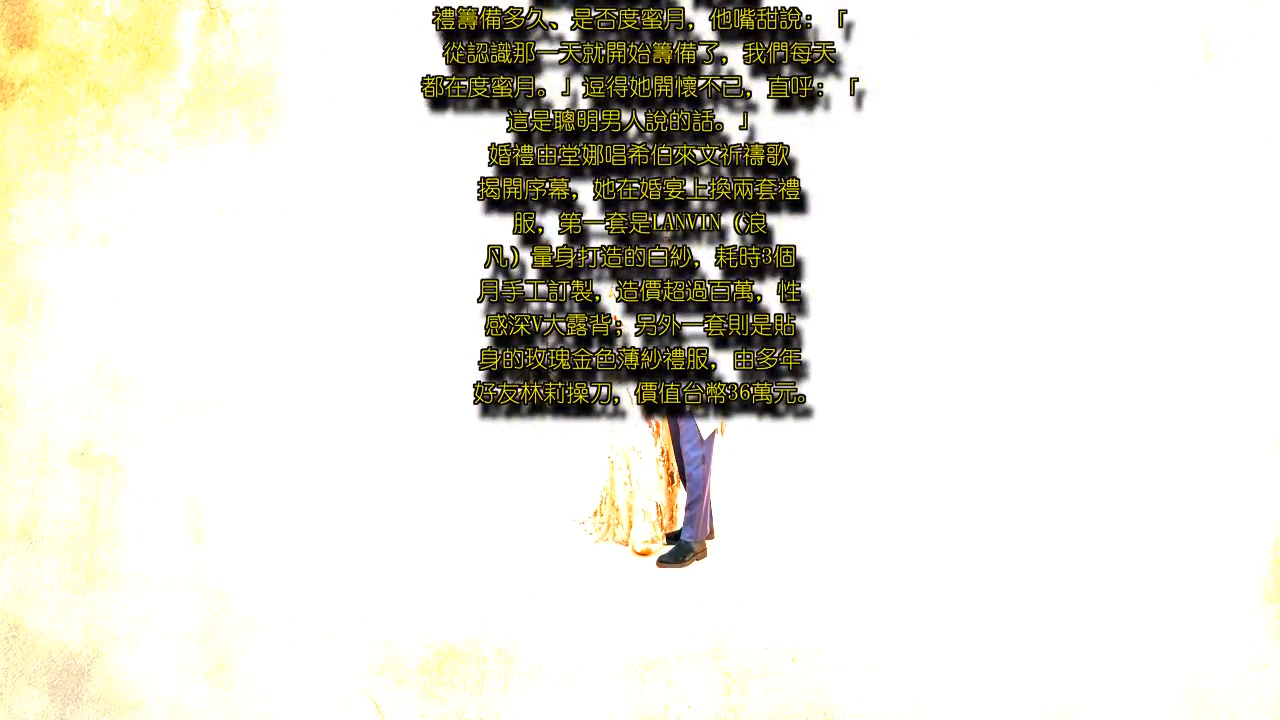 禮籌備多久、是否度蜜月，他嘴甜說：「
從認識那一天就開始籌備了，我們每天
都在度蜜月。」逗得她開懷不已，直呼：「
這是聰明男人說的話。」
婚禮由堂娜唱希伯來文祈禱歌
揭開序幕，她在婚宴上換兩套禮
服，第一套是LANVIN（浪
凡）量身打造的白紗，耗時3個
月手工訂製，造價超過百萬，性
感深V大露背；另外一套則是貼
身的玫瑰金色薄紗禮服，由多年
好友林莉操刀，價值台幣36萬元。